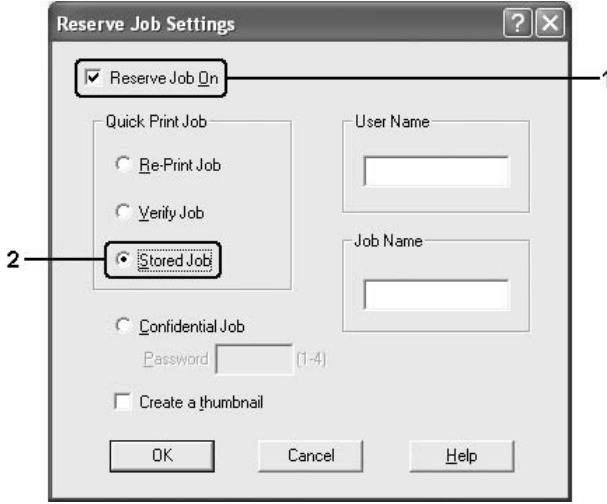 Reserve Job Settings
Reserve Job On
1
Quick Print Job
User Name
Re-Print Job
Verify Job
Job Name
2
Stored Job
Confidential Job
Password
(1-4)
Create a thumbnail
OK
Cancel
Help